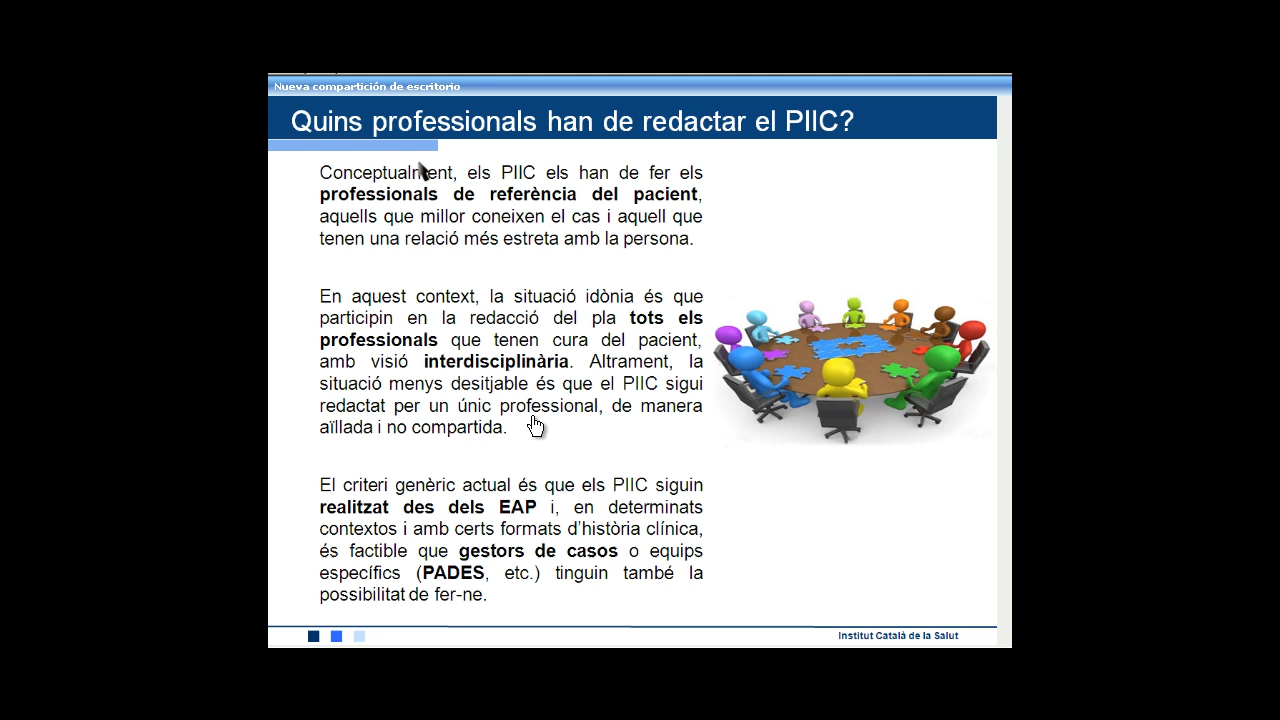 Nueva compartición de escritorio
Quins professionals han de redactar el PIIC?
Conceptualment, els PIIC els han de fer els
professionals de referència del pacient,
aquells que millor coneixen el cas i aquell que
tenen una relació més estreta amb la persona.
En aquest context, la situació idònia és que
participin en la redacció del pla tots els
professionals que tenen cura del pacient,
amb visió interdisciplinària. Altrament, la
situació menys desitjable és que el PIIC sigui
redactat per un únic professional, de manera
aïllada i no compartida.
El criteri genèric actual és que els PIIC siguin
realitzat des dels EAP i, en determinats
contextos i amb certs formats d’història clínica,
és factible que gestors de casos o equips
específics (PADES, etc.) tinguin també la
possibilitat de fer-ne.
Institut Català de la Salut